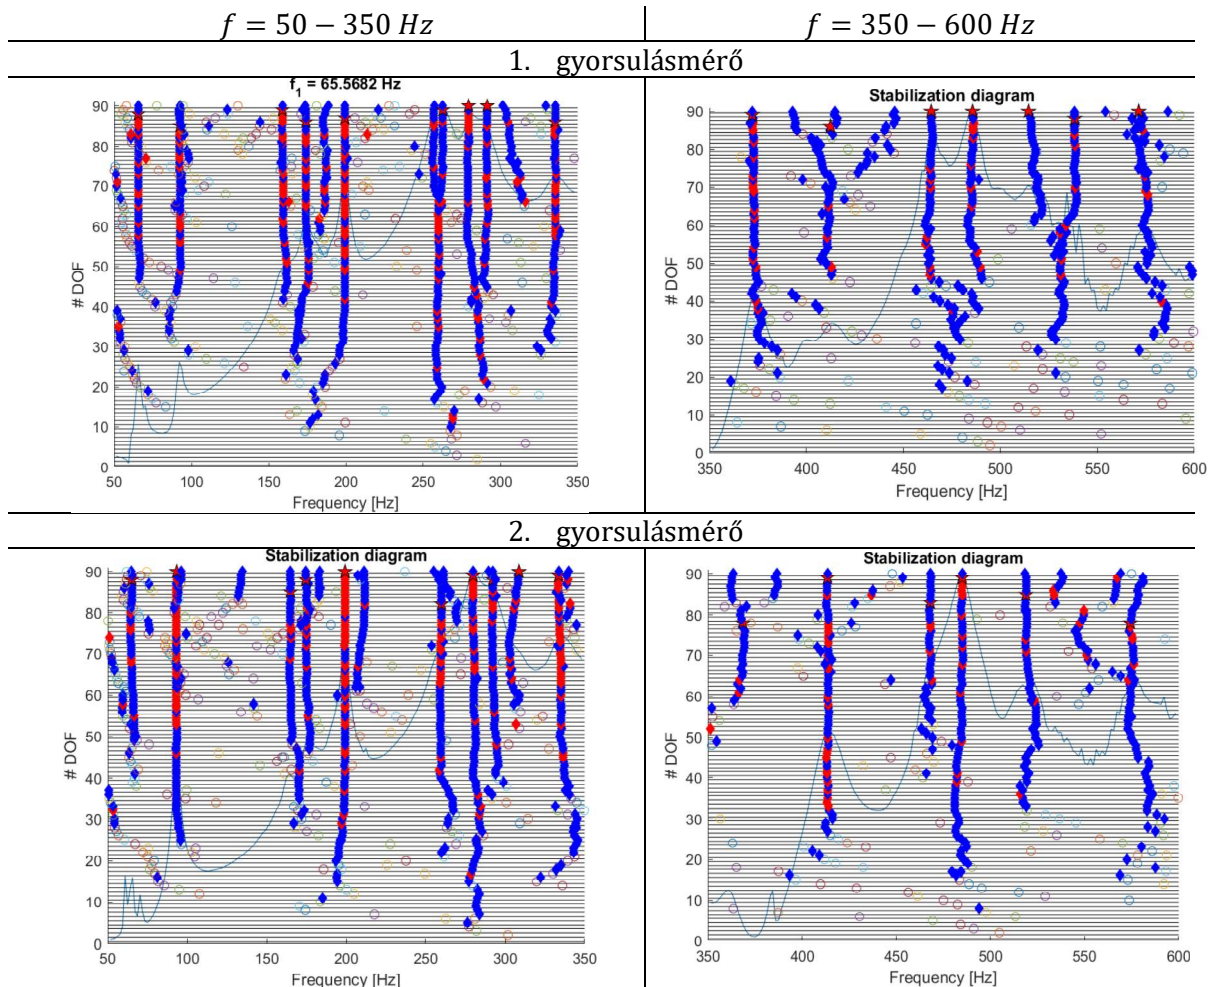 f = 50 − 350 Hz
f = 350 − 600 Hz
1. gyorsulásmérő
f_1 = 65.5682 Hz
90
80
70
60
50
40
30
20
10
0
# DOF
50 100 150 200 250 300 350
Frequency [Hz]
Stabilization diagram
90
80
70
60
50
40
30
20
10
0
# DOF
350 400 450 500 550 600
Frequency [Hz]
2. gyorsulásmérő
Stabilization diagram
90
80
70
60
50
40
30
20
10
0
# DOF
50 100 150 200 250 300 350
Frequency [Hz]
Stabilization diagram
90
80
70
60
50
40
30
20
10
0
# DOF
350 400 450 500 550 600
Frequency [Hz]